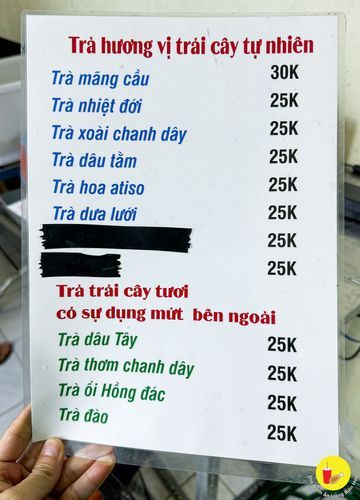 Trà hương vị trái cây tự nhiên
Trà mãng cầu 30K
Trà nhiệt đới 25K
Trà xoài chanh dây 25K
Trà dâu tằm 25K
Trà hoa atiso 25K
Trà dưa lưới 25K
25K
25K
Trà trái cây tươi
có sự dụng mứt bên ngoài
Trà dâu Tây 25K
Trà thơm chanh dây 25K
Trà ổi Hồng đác 25K
Trà đào 25K